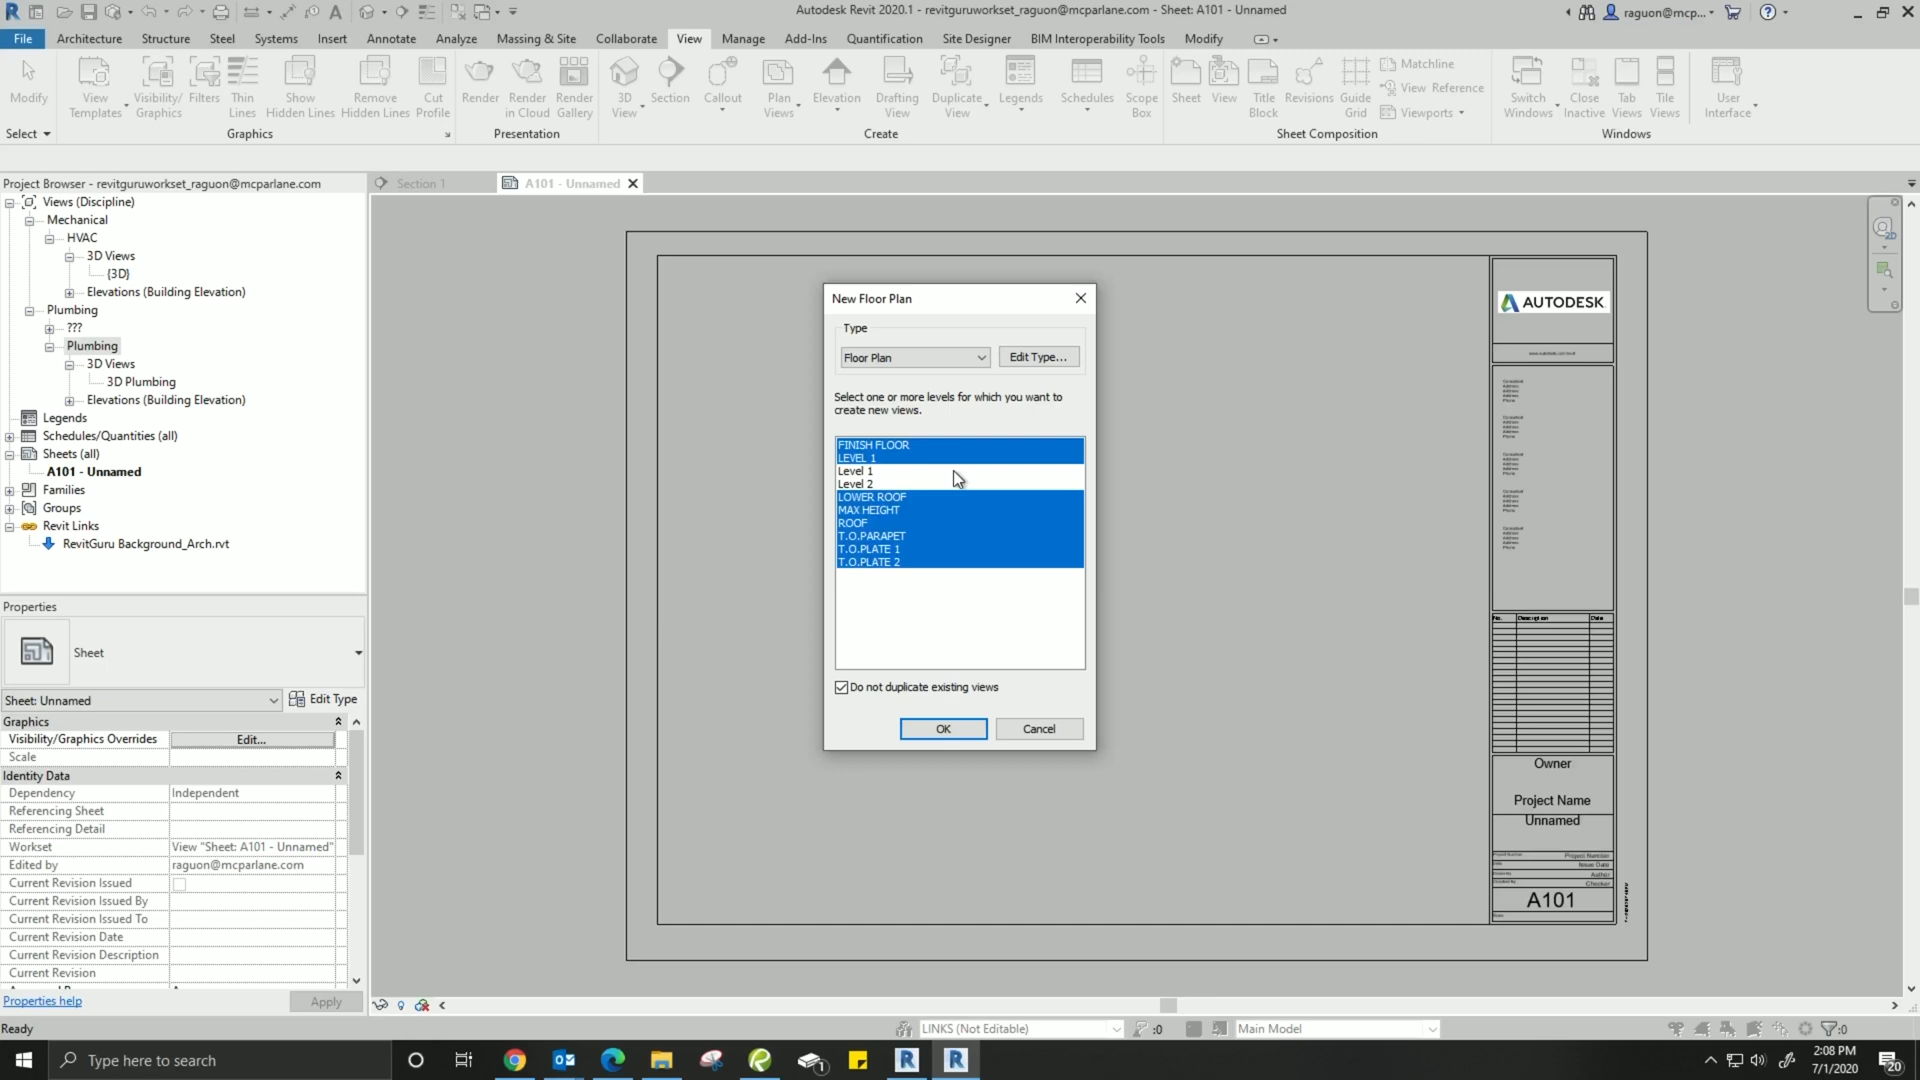 Autodesk Revit 2020.1 - revitguruworkset_raguon@mcparlane.com - Sheet: A101 - Unnamed
raguon@mcp...
File Architecture Structure Steel Systems Insert Annotate Analyze Massing & Site Collaborate View Manage Add-Ins Quantification Site Designer BIM Interoperability Tools Modify
Modify
View Templates
Visibility/ Graphics
Filters
Thin Lines
Show Hidden Lines
Remove Hidden Lines
Cut Profile
Render
Render in Cloud
Render Gallery
3D View
Section
Callout
Plan Views
Elevation
Drafting View
Duplicate View
Legends
Schedules
Scope Box
Sheet
View
Title Block
Revisions
Guide Grid
Matchline
View Reference
Viewports
Switch Windows
Close Inactive
Tab Views
Tile Views
User Interface
Select Graphics Presentation Create Sheet Composition Windows
Project Browser - revitguruworkset_raguon@mcparlane.com
Section 1
A101 - Unnamed
Views (Discipline)
Mechanical
HVAC
3D Views
{3D}
Elevations (Building Elevation)
Plumbing
???
Plumbing
3D Views
3D Plumbing
Elevations (Building Elevation)
Legends
Schedules/Quantities (all)
Sheets (all)
A101 - Unnamed
Families
Groups
Revit Links
RevitGuru Background_Arch.rvt
Properties
Sheet
Sheet: Unnamed
Edit Type
Graphics
Visibility/Graphics Overrides Edit...
Scale
Identity Data
Dependency Independent
Referencing Sheet
Referencing Detail
Workset View "Sheet: A101 - Unnamed"
Edited by raguon@mcparlane.com
Current Revision Issued
Current Revision Issued By
Current Revision Issued To
Current Revision Date
Current Revision Description
Current Revision
Properties help
Apply
New Floor Plan
Type
Floor Plan
Edit Type...
Select one or more levels for which you want to
create new views.
FINISH FLOOR
LEVEL 1
Level 1
Level 2
LOWER ROOF
MAX HEIGHT
ROOF
T.O.PARAPET
T.O.PLATE 1
T.O.PLATE 2
Do not duplicate existing views
OK
Cancel
AUTODESK
No. Description Date
Owner
Project Name
Unnamed
Project Number
Issue Date
Author
Checker
A101
Ready
LINKS (Not Editable)
:0
Main Model
:0
Type here to search
2:08 PM
7/1/2020
20